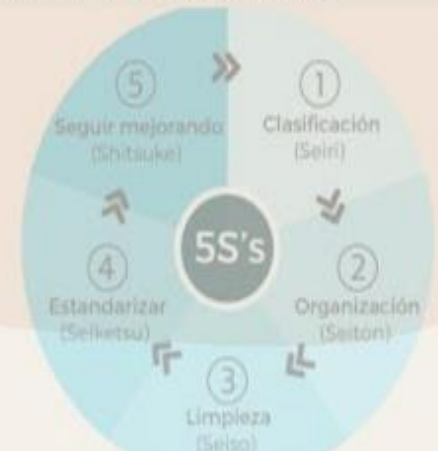 5S's
1
Clasificación
(Seiri)
2
Organización
(Seiton)
3
Limpieza
(Seiso)
4
Estandarizar
(Seiketsu)
5
Seguir mejorando
(Shitsuke)